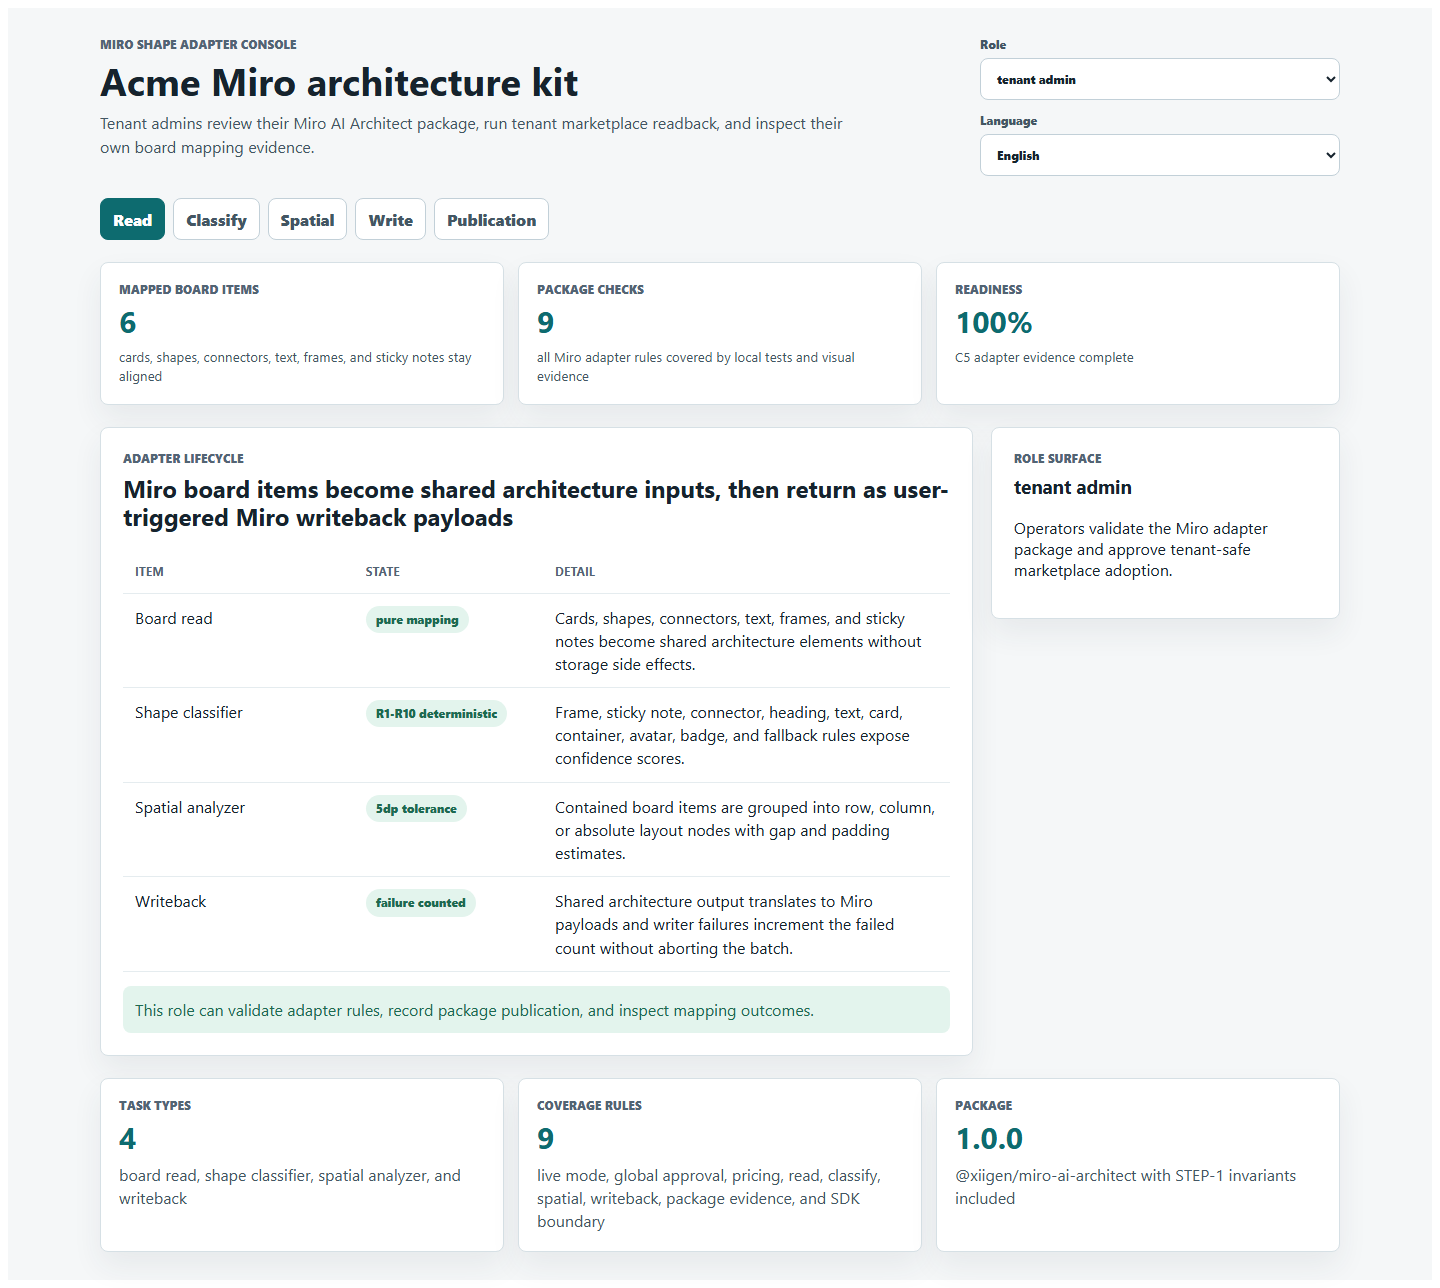 MIRO SHAPE ADAPTER CONSOLE
Acme Miro architecture kit
Tenant admins review their Miro AI Architect package, run tenant marketplace readback, and inspect their
own board mapping evidence.
Role
tenant admin
Language
English
Read
Classify
Spatial
Write
Publication
MAPPED BOARD ITEMS
6
cards, shapes, connectors, text, frames, and sticky notes stay
aligned
PACKAGE CHECKS
9
all Miro adapter rules covered by local tests and visual
evidence
READINESS
100%
C5 adapter evidence complete
ADAPTER LIFECYCLE
Miro board items become shared architecture inputs, then return as user-
triggered Miro writeback payloads
ITEM
STATE
DETAIL
Board read
pure mapping
Cards, shapes, connectors, text, frames, and sticky
notes become shared architecture elements without
storage side effects.
Shape classifier
R1-R10 deterministic
Frame, sticky note, connector, heading, text, card,
container, avatar, badge, and fallback rules expose
confidence scores.
Spatial analyzer
5dp tolerance
Contained board items are grouped into row, column,
or absolute layout nodes with gap and padding
estimates.
Writeback
failure counted
Shared architecture output translates to Miro
payloads and writer failures increment the failed
count without aborting the batch.
This role can validate adapter rules, record package publication, and inspect mapping outcomes.
ROLE SURFACE
tenant admin
Operators validate the Miro adapter
package and approve tenant-safe
marketplace adoption.
TASK TYPES
4
board read, shape classifier, spatial analyzer, and
writeback
COVERAGE RULES
9
live mode, global approval, pricing, read, classify,
spatial, writeback, package evidence, and SDK
boundary
PACKAGE
1.0.0
@xiigen/miro-ai-architect with STEP-1 invariants
included